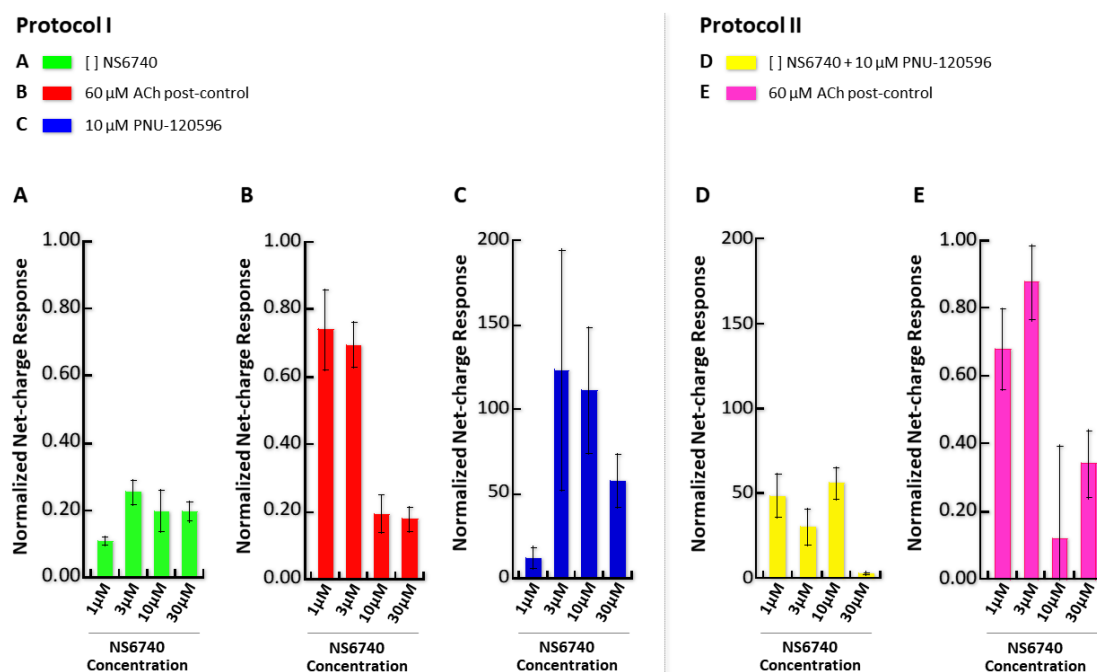 Protocol I
A [ ] NS6740
B 60 µM ACh post-control
C 10 µM PNU-120596
Protocol II
D [ ] NS6740 + 10 µM PNU-120596
E 60 µM ACh post-control
A
Normalized Net-charge Response
1.00
0.80
0.60
0.40
0.20
0.00
1µM 3µM 10µM 30µM
NS6740
Concentration
B
Normalized Net-charge Response
1.00
0.80
0.60
0.40
0.20
0.00
1µM 3µM 10µM 30µM
NS6740
Concentration
C
Normalized Net-charge Response
200
150
100
50
0
1µM 3µM 10µM 30µM
NS6740
Concentration
D
Normalized Net-charge Response
200
150
100
50
0
1µM 3µM 10µM 30µM
NS6740
Concentration
E
Normalized Net-charge Response
1.00
0.80
0.60
0.40
0.20
0.00
1µM 3µM 10µM 30µM
NS6740
Concentration